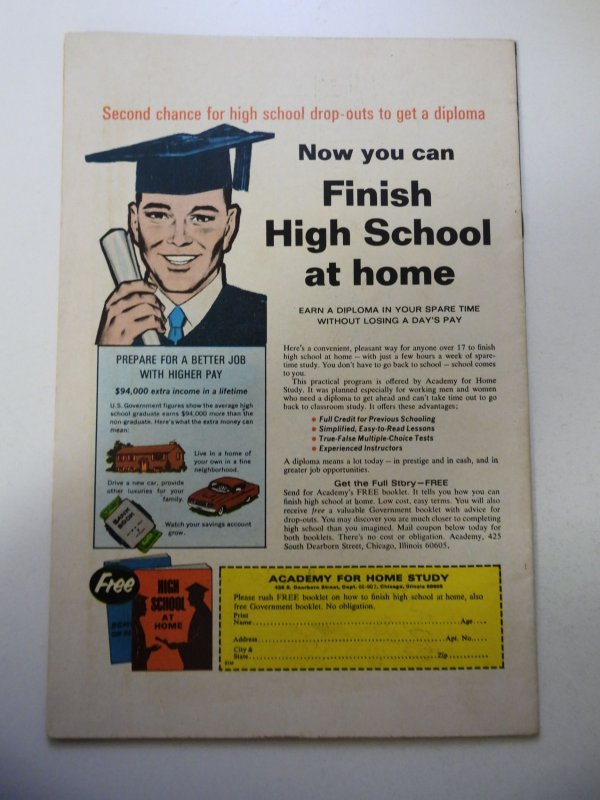 Second chance for high school drop-outs to get a diploma
Now you can
Finish
High School
at home
EARN A DIPLOMA IN YOUR SPARE TIME
WITHOUT LOSING A DAY'S PAY
PREPARE FOR A BETTER JOB
WITH HIGHER PAY
$94,000 extra income in a lifetime
U.S. Government figures show the average high
school graduate earns $94,000 more than the
non-graduate. Here's what the extra money can
mean:
Live in a home of
your own in a fine
neighborhood.
Drive a new car, provide
other luxuries for your
family.
BANK
BOOK
Watch your savings account
grow.
Here's a convenient, pleasant way for anyone over 17 to finish
high school at home — with just a few hours a week of spare-
time study. You don't have to go back to school — school comes
to you.
This practical program is offered by Academy for Home
Study. It was planned especially for working men and women
who need a diploma to get ahead and can't take time out to go
back to classroom study. It offers these advantages:
• Full Credit for Previous Schooling
• Simplified, Easy-to-Read Lessons
• True-False Multiple-Choice Tests
• Experienced Instructors
A diploma means a lot today — in prestige and in cash, and in
greater job opportunities.
Get the Full Story—FREE
Send for Academy's FREE booklet. It tells you how you can
finish high school at home. Low cost, easy terms. You will also
receive free a valuable Government booklet with advice for
drop-outs. You may discover you are much closer to completing
high school than you imagined. Mail coupon below today for
both booklets. There's no cost or obligation. Academy, 425
South Dearborn Street, Chicago, Illinois 60605.
Free
HIGH
SCHOOL
AT
HOME
ACADEMY FOR HOME STUDY
Chicago, Illinois 60605
Please rush FREE booklet on how to finish high school at home, also
free Government booklet. No obligation.
Print
Name Age
Address Apt. No.
City &
State Zip